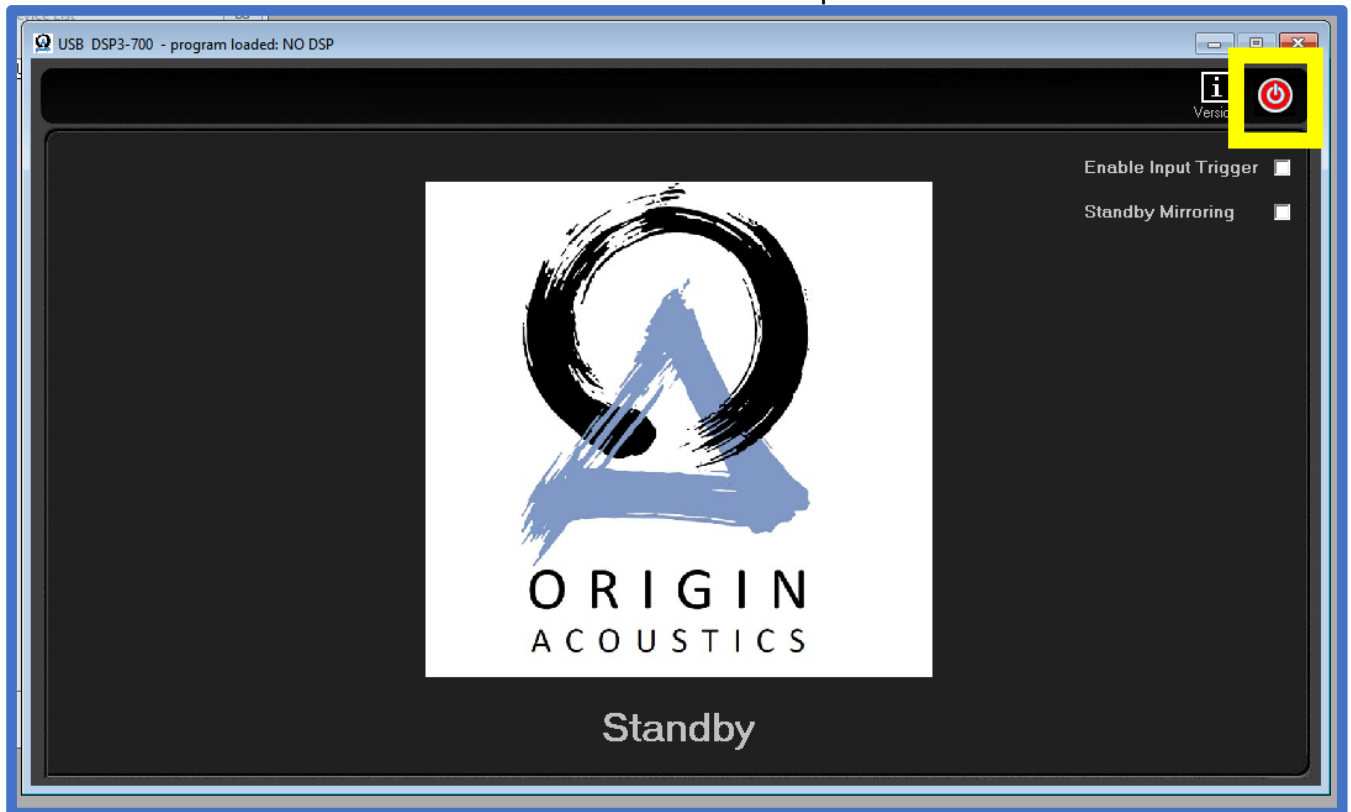 USB DSP3-700 - program loaded: NO DSP
i
Enable Input Trigger
Standby Mirroring
ORIGIN
ACOUSTICS
Standby